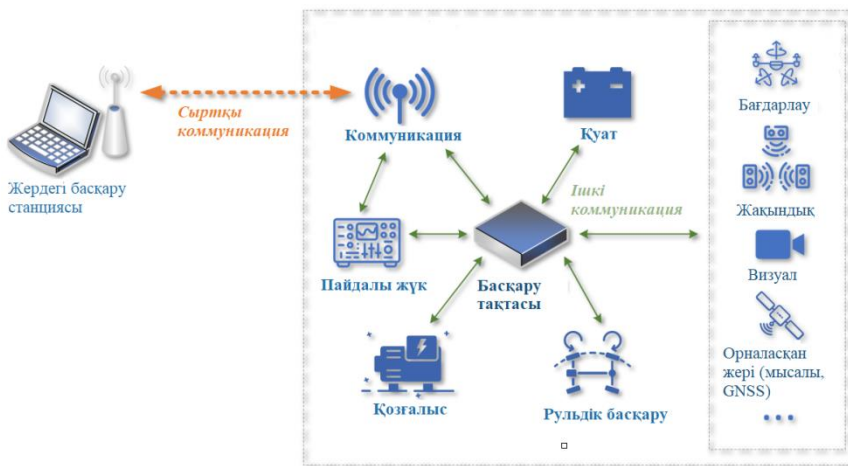 Жердегі басқару
станциясы
Сыртқы
коммуникация
Коммуникация
Қуат
Ішкі
коммуникация
Пайдалы жүк
Басқару
тақтасы
Қозғалыс
Рульдік басқару
Бағдарлау
Жақындық
Визуал
Орналасқан
жері (мысалы,
GNSS)
...